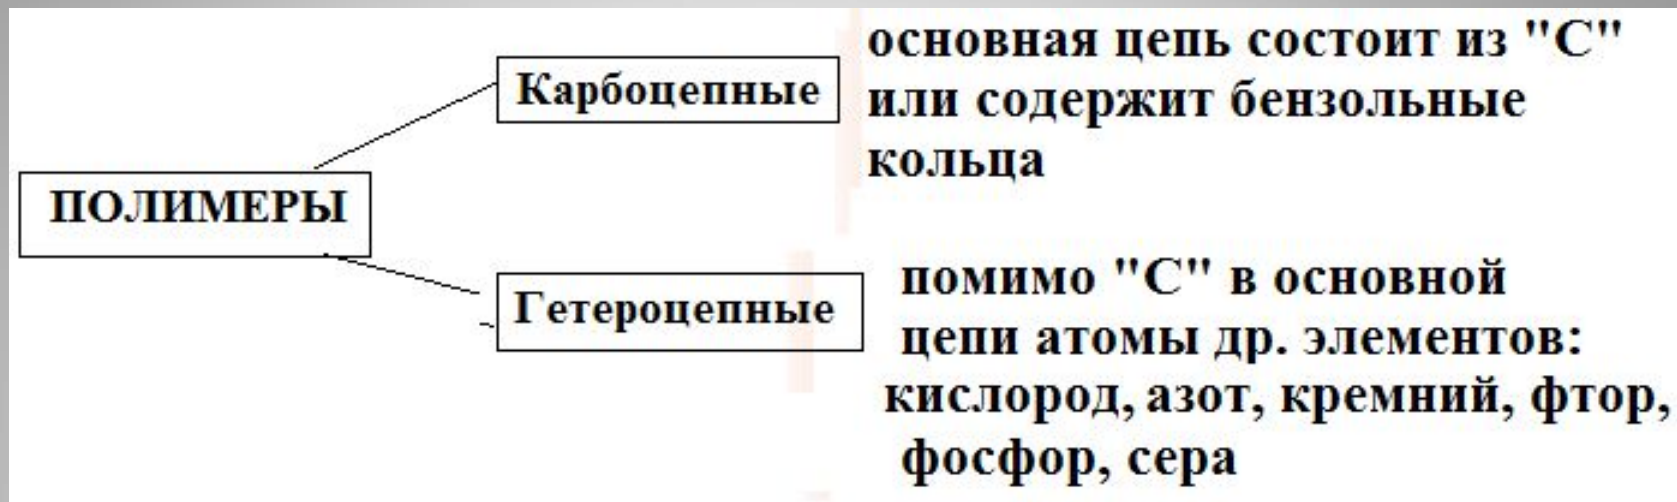 ПОЛИМЕРЫ
Карбоцепные
основная цепь состоит из "С"
или содержит бензольные
кольца
Гетероцепные
помимо "С" в основной
цепи атомы др. элементов:
кислород, азот, кремний, фтор,
фосфор, сера